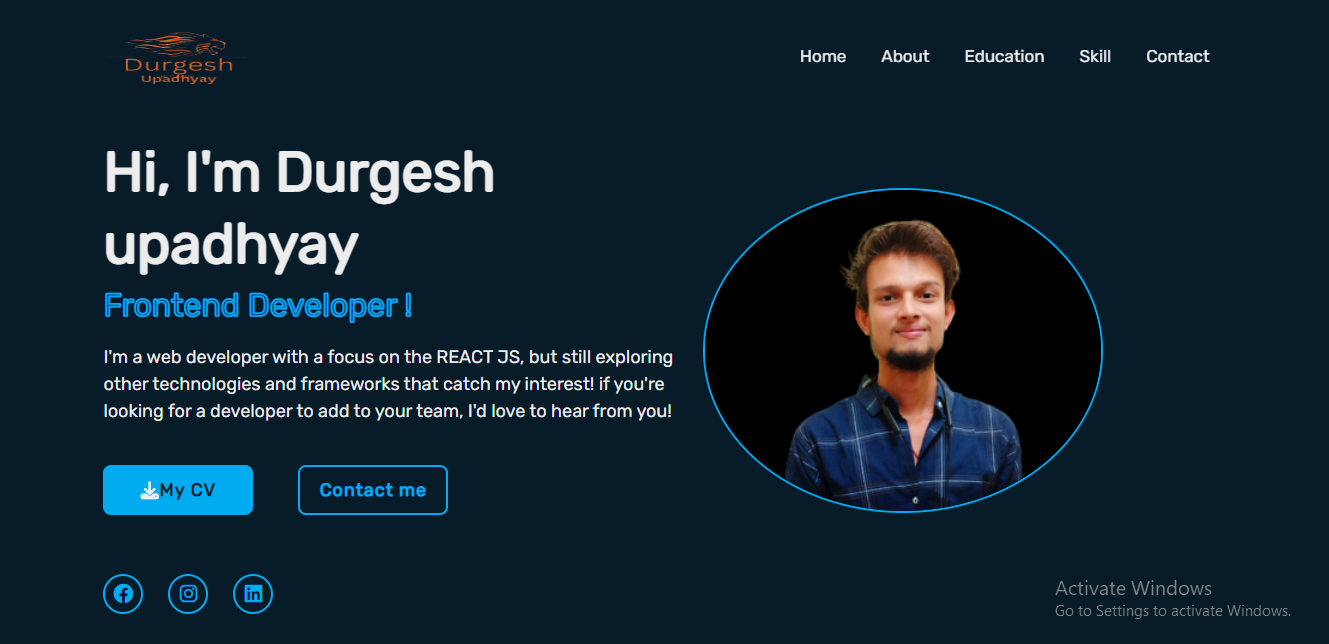 Durgesh
Upadhyay
Home About Education Skill Contact
Hi, I'm Durgesh
upadhyay
Frontend Developer !
I'm a web developer with a focus on the REACT JS, but still exploring
other technologies and frameworks that catch my interest! if you're
looking for a developer to add to your team, I'd love to hear from you!
My CV Contact me
Activate Windows
Go to Settings to activate Windows.